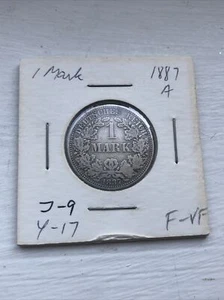 1 Mark 1887
A
DEUTSCHES REICH
1
MARK
J-9
Y-17 F-VF